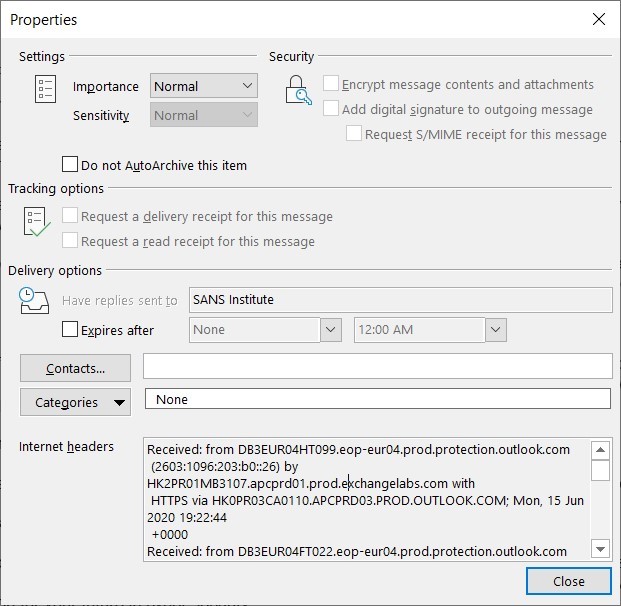 Properties
Settings
Security
Importance Normal
Encrypt message contents and attachments
Sensitivity Normal
Add digital signature to outgoing message
Request S/MIME receipt for this message
Do not AutoArchive this item
Tracking options
Request a delivery receipt for this message
Request a read receipt for this message
Delivery options
Have replies sent to SANS Institute
Expires after None 12:00 AM
Contacts...
Categories None
Internet headers
Received: from DB3EUR04HT099.eop-eur04.prod.protection.outlook.com
(2603:1096:203:b0::26) by
HK2PR01MB3107.apcprd01.prod.exchangelabs.com with
HTTPS via HK0PR03CA0110.APCPRD03.PROD.OUTLOOK.COM; Mon, 15 Jun
2020 19:22:44
+0000
Received: from DB3EUR04FT022.eop-eur04.prod.protection.outlook.com
Close